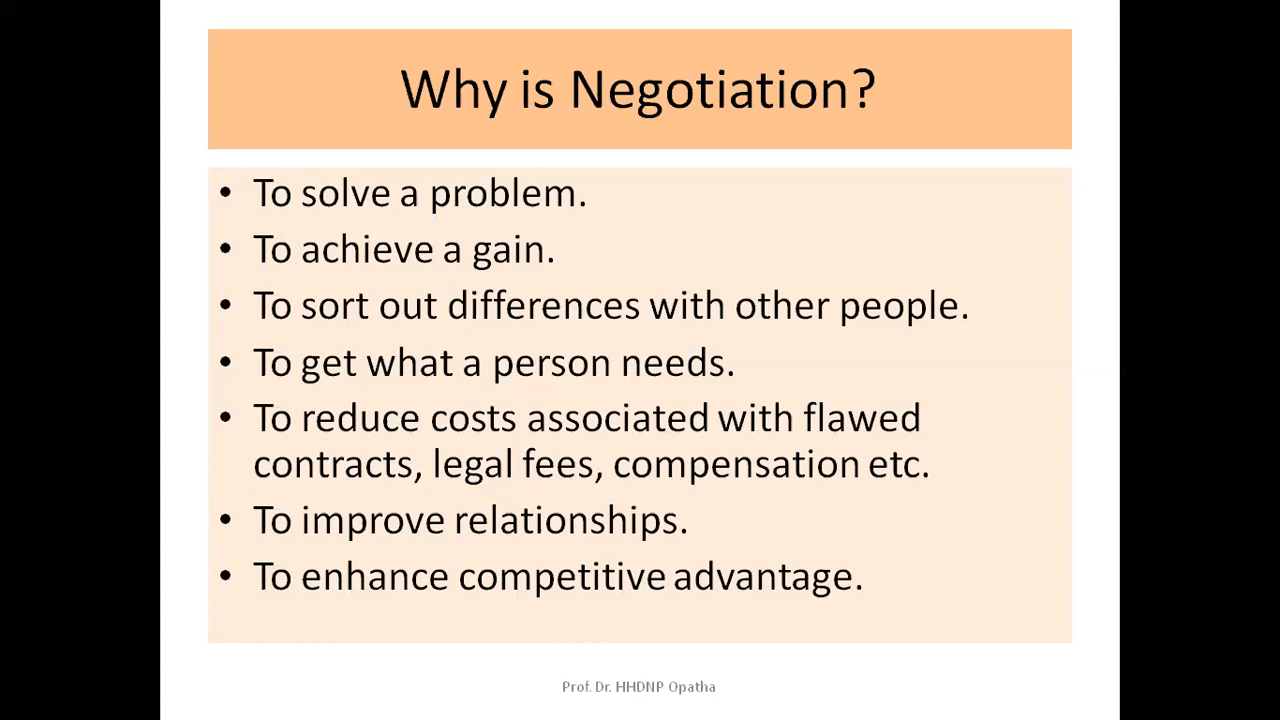 Why is Negotiation?
• To solve a problem.
• To achieve a gain.
• To sort out differences with other people.
• To get what a person needs.
• To reduce costs associated with flawed
contracts, legal fees, compensation etc.
• To improve relationships.
• To enhance competitive advantage.
Prof. Dr. HHDNP Opatha